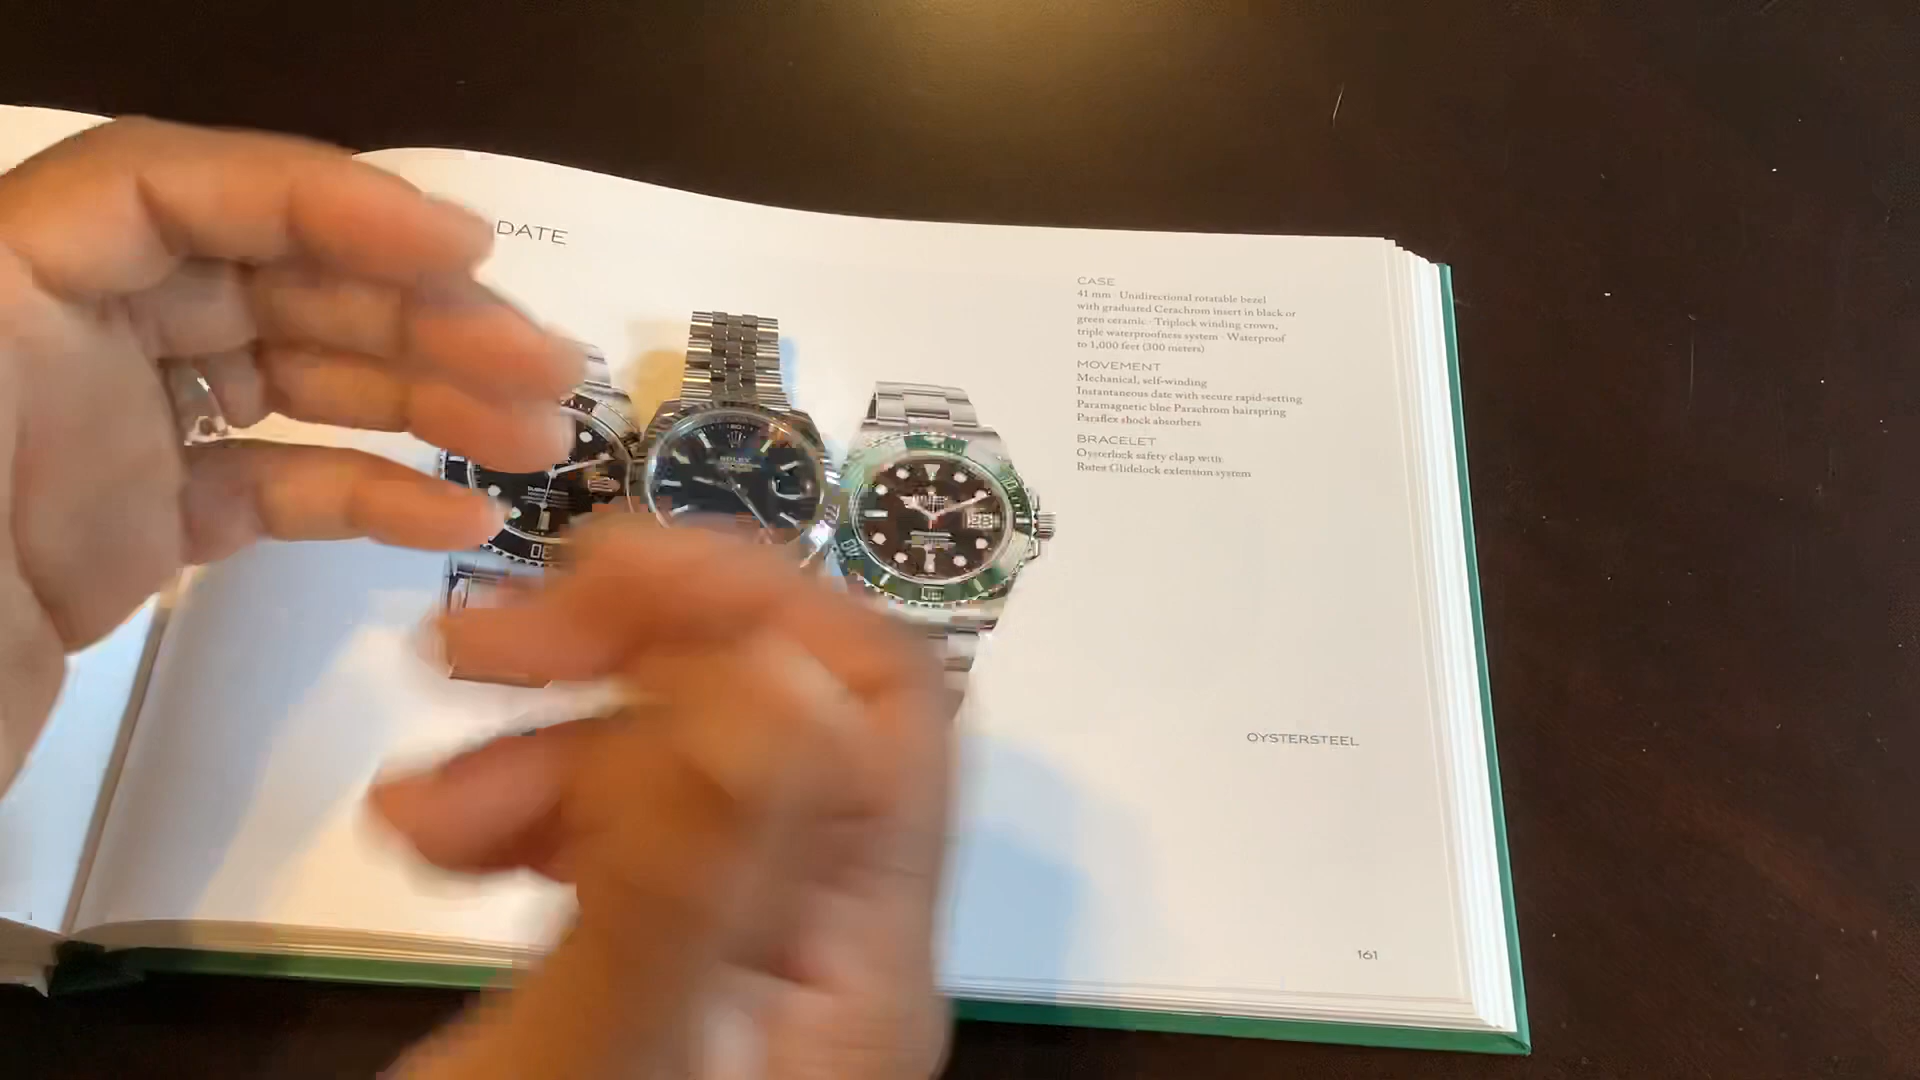 DATE
CASE
41 mm - Unidirectional rotatable bezel
with graduated Cerachrom insert in black or
green ceramic - Triplock winding crown,
triple waterproofness system - Waterproof
to 1,000 feet (300 meters)
MOVEMENT
Mechanical, self-winding
Instantaneous date with secure rapid-setting
Paramagnetic blue Parachrom hairspring
Paraflex shock absorbers
BRACELET
Oysterlock safety clasp with
Rolex Glidelock extension system
ROLEX
OYSTERSTEEL
161